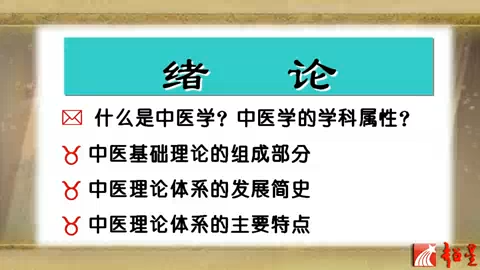 绪 论
什么是中医学?中医学的学科属性?
中医基础理论的组成部分
中医理论体系的发展简史
中医理论体系的主要特点